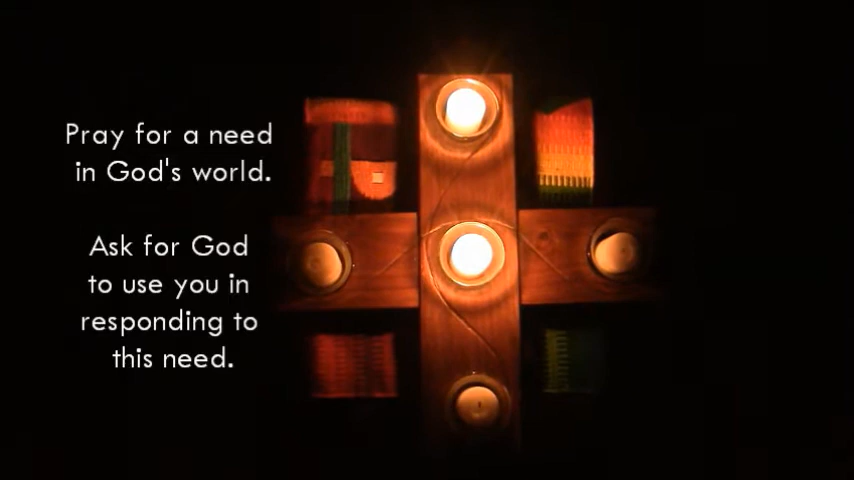 Pray for a need
in God's world.
Ask for God
to use you in
responding to
this need.